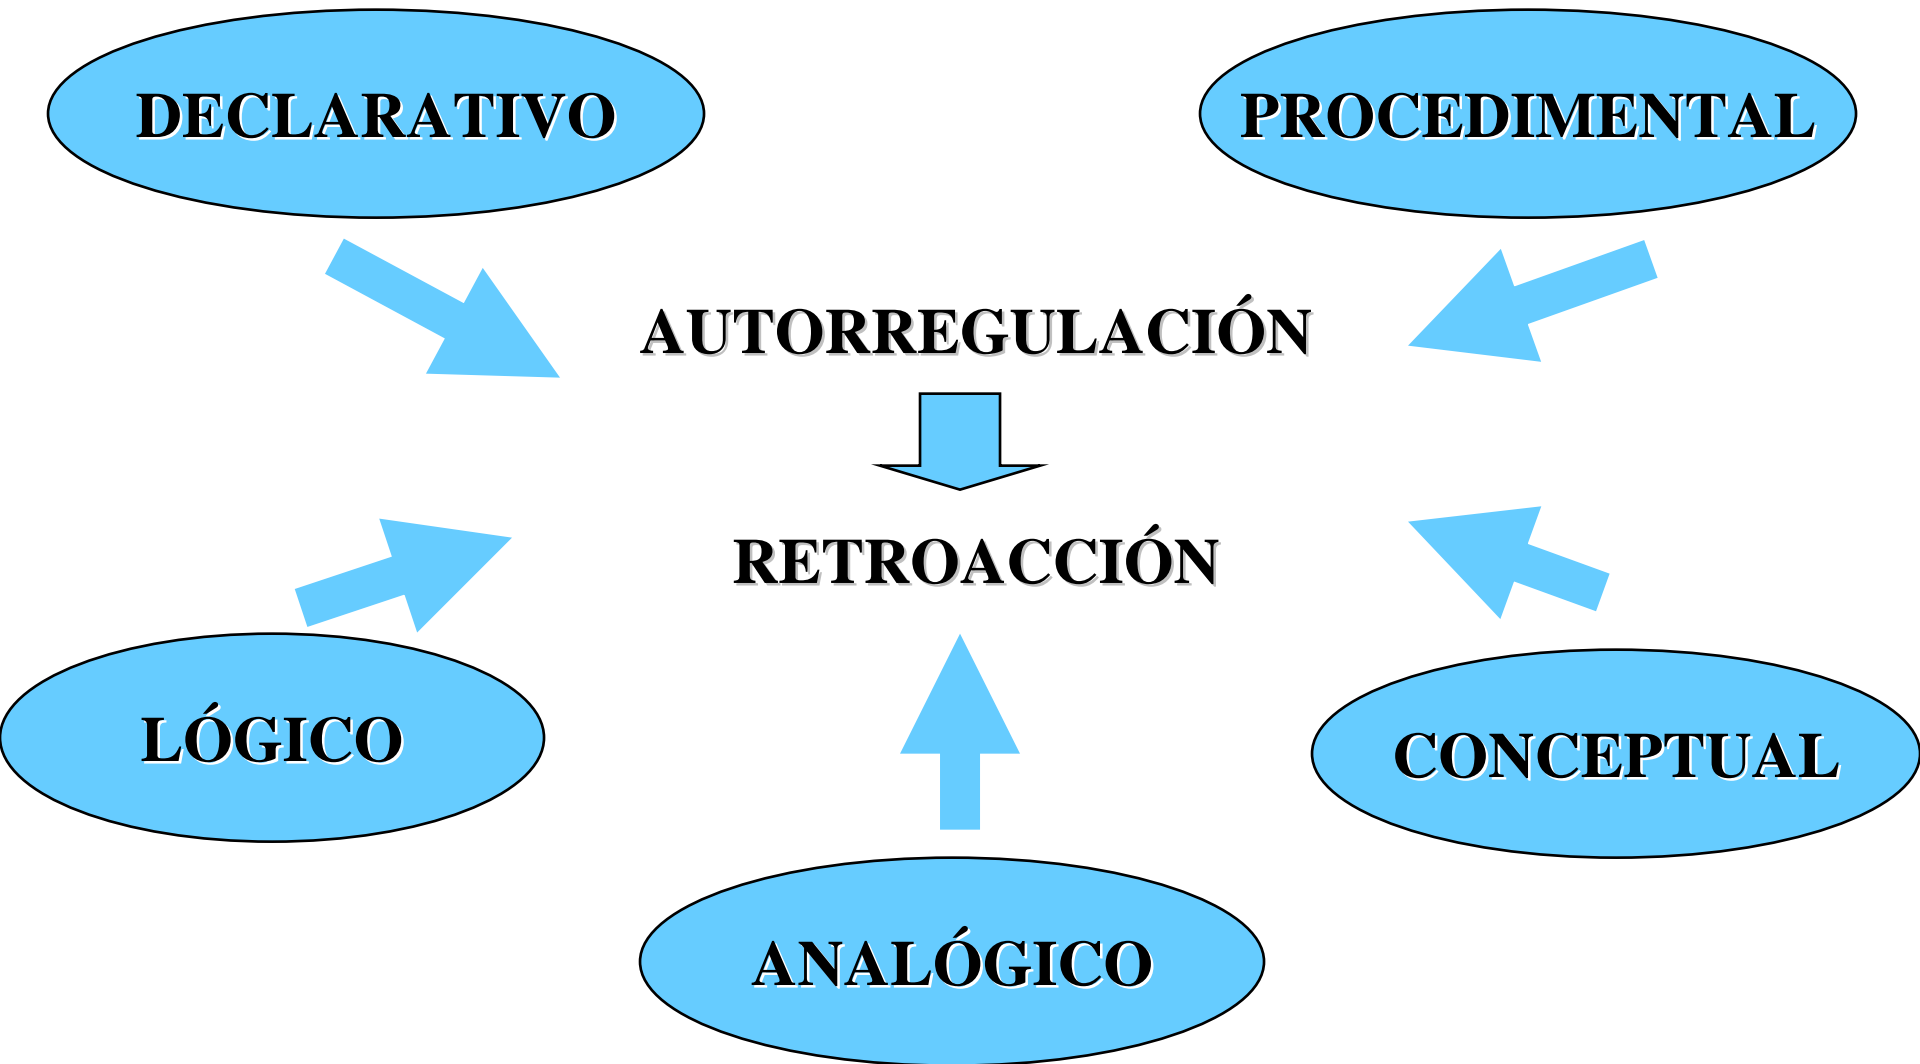 DECLARATIVO
PROCEDIMENTAL
AUTORREGULACIÓN
RETROACCIÓN
LÓGICO
CONCEPTUAL
ANALÓGICO